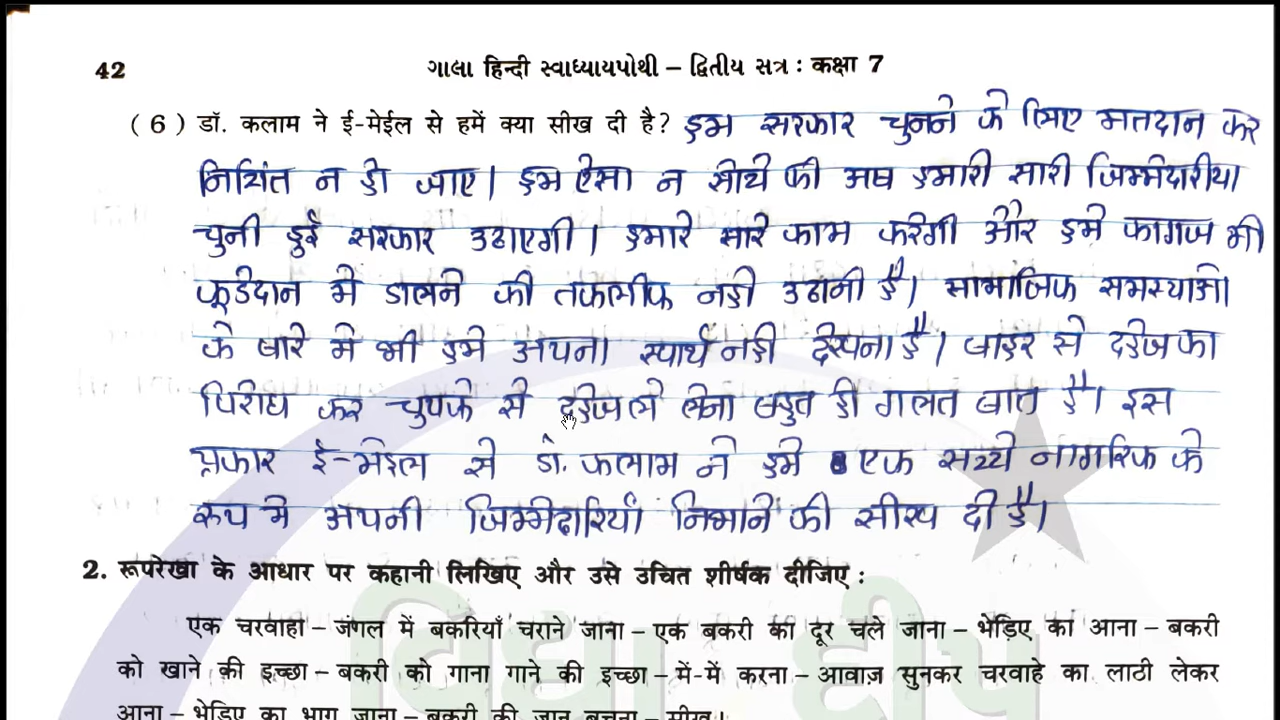 42
गाला हिन्दी स्वाध्यायपोथी – द्वितीय सत्र : कक्षा 7
( 6 ) डॉ. कलाम ने ई-मेईल से हमें क्या सीख दी है? हम सरकार चुनने के लिए मतदान कर
निश्चिंत न हो जाए। हम ऐसा न सोचे की अब हमारी सारी जिम्मेदारीया
चुनी हुई सरकार उठाएगी। हमारे सारे काम करेगी और हमे कागज भी
कूडेदान मे डालने की तकलीफ नही उठानी है। सामाजिक समस्याओ
के बारे मे भी हमे अपना स्वार्थ नही देखना है। बाहर से दहेज का
विरोध कर चुपके से दहेज ले लेना बहुत ही गलत बात है। इस
प्रकार ई-मेइल से डो. कलाम ने हमे एक सच्चे नागरिक के
रूप मे अपनी जिम्मेदारियाँ निभाने की सीख दी है।
2. रूपरेखा के आधार पर कहानी लिखिए और उसे उचित शीर्षक दीजिए :
एक चरवाहा – जंगल में बकरियाँ चराने जाना – एक बकरी का दूर चले जाना – भेड़िए का आना – बकरी
को खाने की इच्छा – बकरी को गाना गाने की इच्छा – में-में करना – आवाज़ सुनकर चरवाहे का लाठी लेकर
आना – भेड़िए का भाग जाना – बकरी की जान बचना – सीख।
विद्या दीप